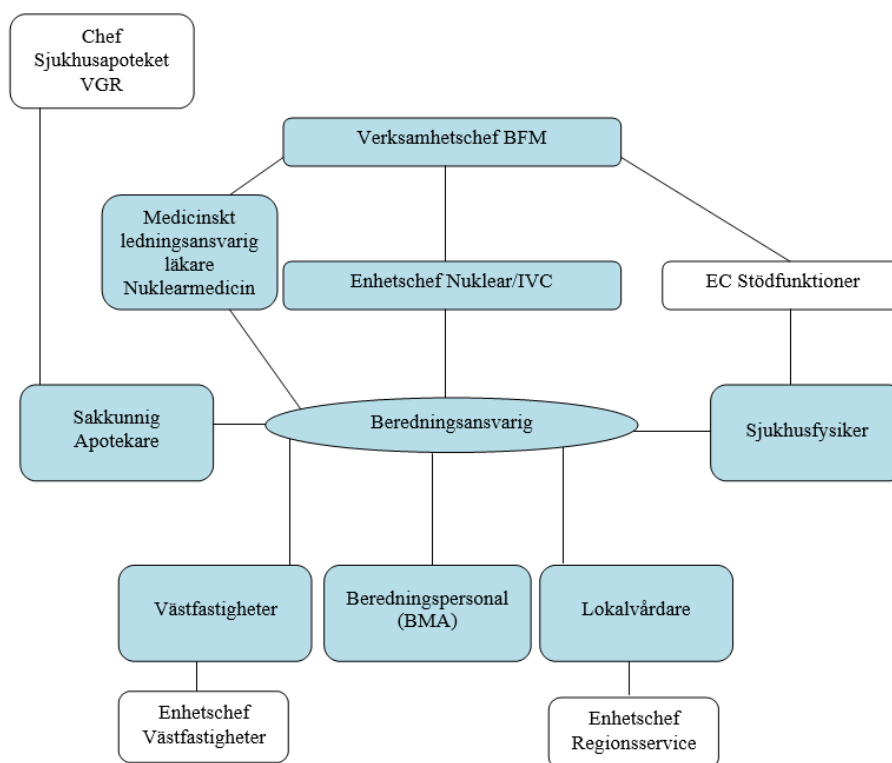 Chef
Sjukhusapoteket
VGR
Verksamhetschef BFM
Medicinskt
ledningsansvarig
läkare
Nuklearmedicin
Enhetschef Nuklear/IVC
EC Stödfunktioner
Sakkunnig
Apotekare
Beredningsansvarig
Sjukhusfysiker
Västfastigheter
Beredningspersonal
(BMA)
Lokalvårdare
Enhetschef
Västfastigheter
Enhetschef
Regionsservice